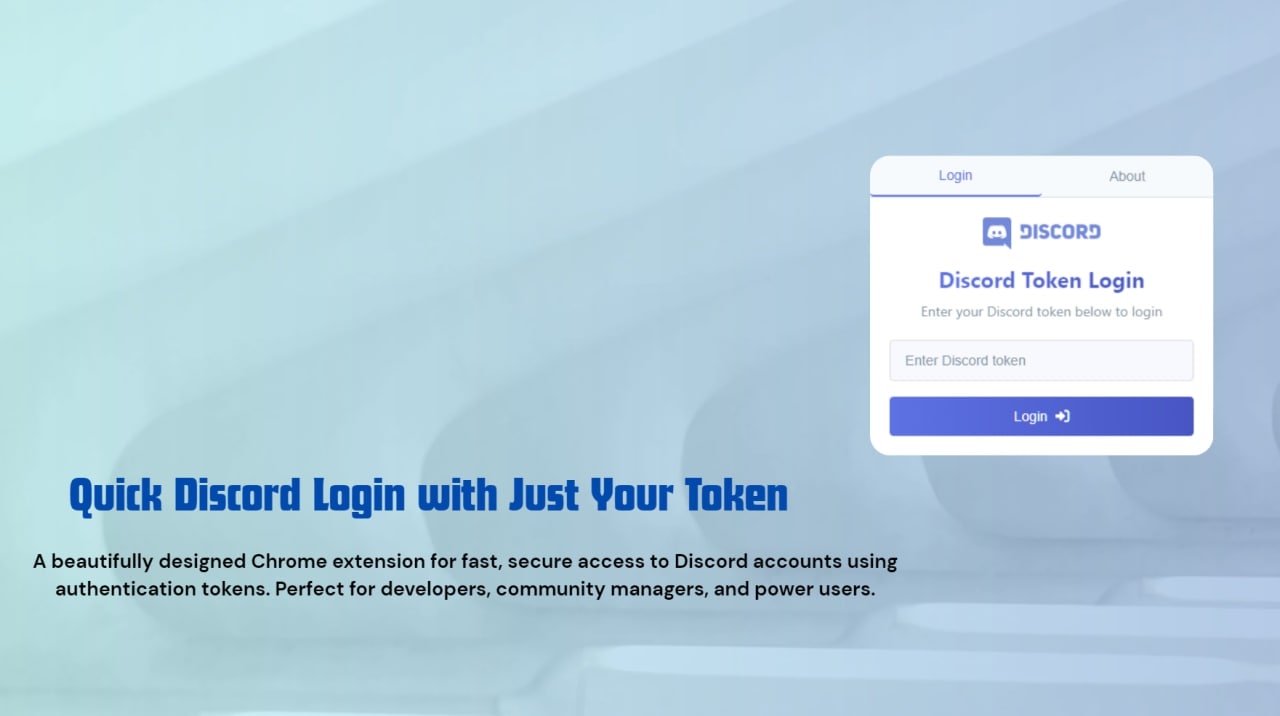 Login
About
DISCORD
Discord Token Login
Enter your Discord token below to login
Enter Discord token
Login
Quick Discord Login with Just Your Token
A beautifully designed Chrome extension for fast, secure access to Discord accounts using
authentication tokens. Perfect for developers, community managers, and power users.